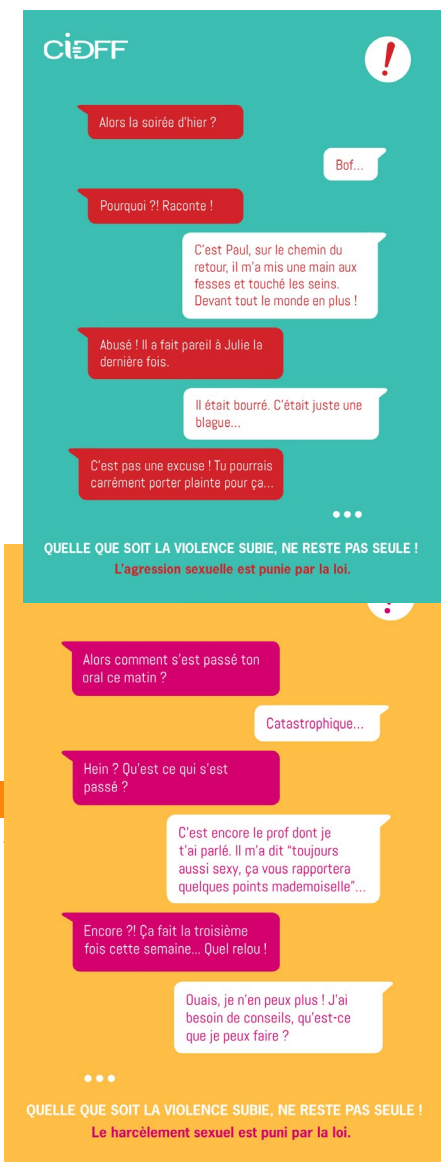 CIDFF
!
Alors la soirée d'hier ?
Bof...
Pourquoi ?! Raconte !
C'est Paul, sur le chemin du
retour, il m'a mis une main aux
fesses et touché les seins.
Devant tout le monde en plus !
Abusé ! Il a fait pareil à Julie la
dernière fois.
Il était bourré. C'était juste une
blague...
C'est pas une excuse ! Tu pourrais
carrément porter plainte pour ça...
...
QUELLE QUE SOIT LA VIOLENCE SUBIE, NE RESTE PAS SEULE !
L'agression sexuelle est punie par la loi.
Alors comment s'est passé ton
oral ce matin ?
Catastrophique...
Hein ? Qu'est ce qui s'est
passé ?
C'est encore le prof dont je
t'ai parlé. Il m'a dit "toujours
aussi sexy, ça vous rapportera
quelques points mademoiselle"...
Encore ?! Ça fait la troisième
fois cette semaine... Quel relou !
Ouais, je n'en peux plus ! J'ai
besoin de conseils, qu'est-ce
que je peux faire ?
...
QUELLE QUE SOIT LA VIOLENCE SUBIE, NE RESTE PAS SEULE !
Le harcèlement sexuel est puni par la loi.